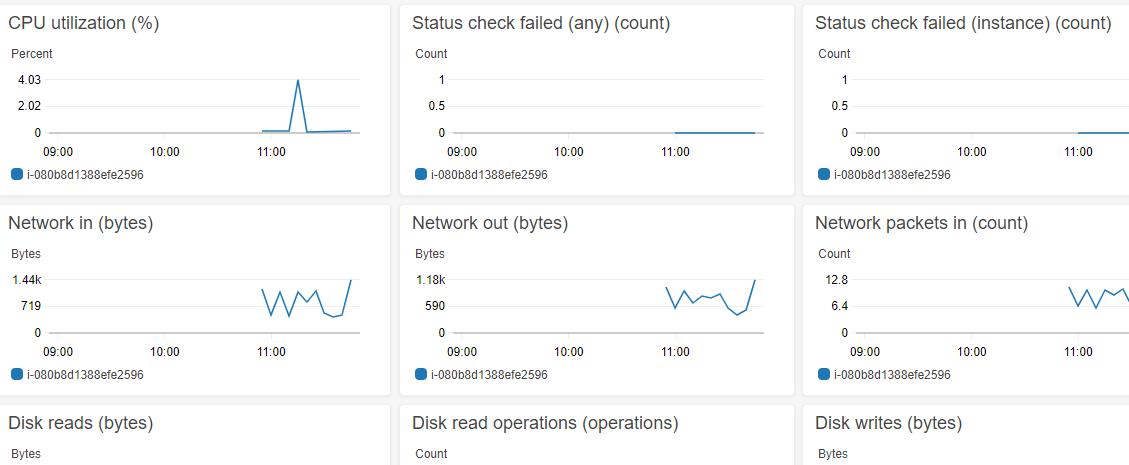 CPU utilization (%)
Percent
4.03
2.02
0
09:00 10:00 11:00
i-080b8d1388efe2596
Status check failed (any) (count)
Count
1
0.5
0
09:00 10:00 11:00
i-080b8d1388efe2596
Status check failed (instance) (count)
Count
1
0.5
0
09:00 10:00 11:00
i-080b8d1388efe2596
Network in (bytes)
Bytes
1.44k
719
0
09:00 10:00 11:00
i-080b8d1388efe2596
Network out (bytes)
Bytes
1.18k
590
0
09:00 10:00 11:00
i-080b8d1388efe2596
Network packets in (count)
Count
12.8
6.4
0
09:00 10:00 11:00
i-080b8d1388efe2596
Disk reads (bytes)
Bytes
Disk read operations (operations)
Count
Disk writes (bytes)
Bytes